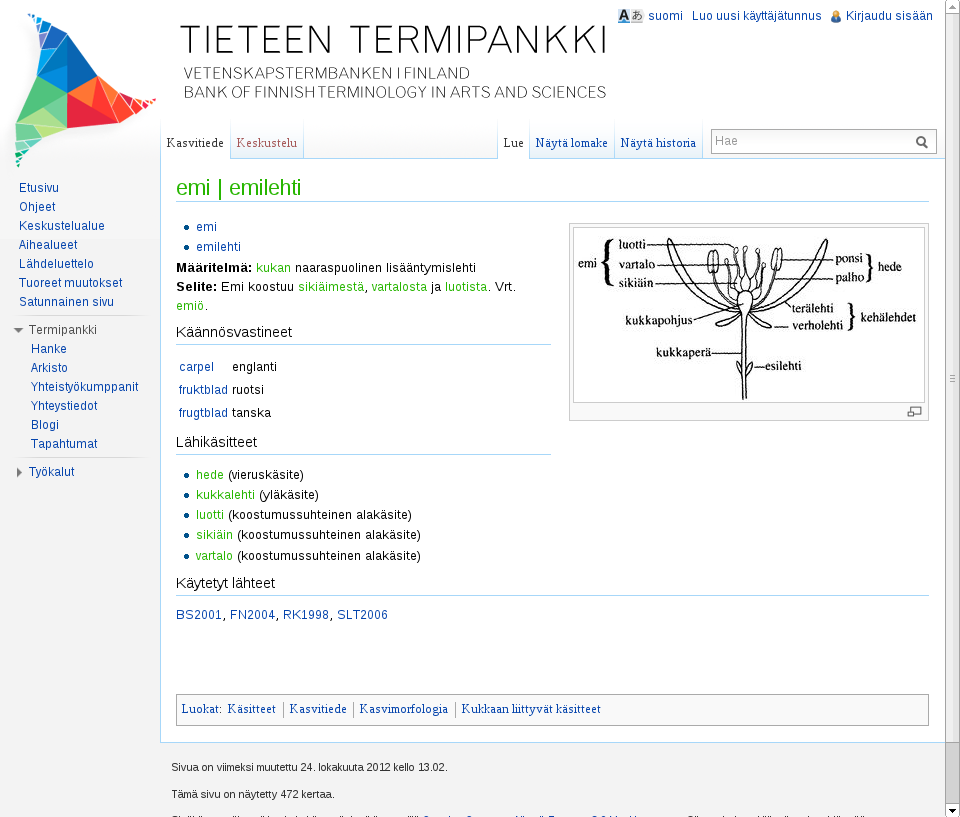 suomi Luo uusi käyttäjätunnus Kirjaudu sisään
TIETEEN TERMIPANKKI
VETENSKAPSTERMBANKEN I FINLAND
BANK OF FINNISH TERMINOLOGY IN ARTS AND SCIENCES
Kasvitiede Keskustelu Lue Näytä lomake Näytä historia Hae
Etusivu
Ohjeet
Keskustelualue
Aihealueet
Lähdeluettelo
Tuoreet muutokset
Satunnainen sivu
Termipankki
Hanke
Arkisto
Yhteistyökumppanit
Yhteystiedot
Blogi
Tapahtumat
Työkalut
emi | emilehti
emi
emilehti
Määritelmä: kukan naaraspuolinen lisääntymislehti
Selite: Emi koostuu sikiäimestä, vartalosta ja luotista. Vrt.
emiö.
Käännösvastineet
carpel englanti
fruktblad ruotsi
frugtblad tanska
Lähikäsitteet
hede (vieruskäsite)
kukkalehti (yläkäsite)
luotti (koostumussuhteinen alakäsite)
sikiäin (koostumussuhteinen alakäsite)
vartalo (koostumussuhteinen alakäsite)
Käytetyt lähteet
BS2001, FN2004, RK1998, SLT2006
emi
luotti
vartalo
sikiäin
ponsi
palho
hede
kukkapohjus
terälehti
verholehti
kehälehdet
kukkaperä
esilehti
Luokat: Käsitteet Kasvitiede Kasvimorfologia Kukkaan liittyvät käsitteet
Sivua on viimeksi muutettu 24. lokakuuta 2012 kello 13.02.
Tämä sivu on näytetty 472 kertaa.